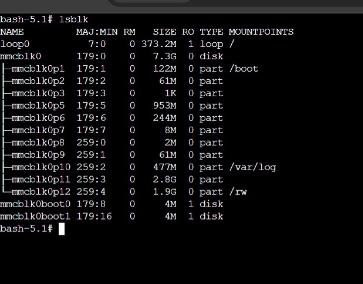 bash-5.1# lsblk
NAME MAJ:MIN RM SIZE RO TYPE MOUNTPOINTS
loop0 7:0 0 373.2M 1 loop /
mmcblk0 179:0 0 7.3G 0 disk
├─mmcblk0p1 179:1 0 122M 0 part /boot
├─mmcblk0p2 179:2 0 61M 0 part
├─mmcblk0p3 179:3 0 1K 0 part
├─mmcblk0p5 179:5 0 953M 0 part
├─mmcblk0p6 179:6 0 244M 0 part
├─mmcblk0p7 179:7 0 8M 0 part
├─mmcblk0p8 259:0 0 2M 0 part
├─mmcblk0p9 259:1 0 61M 0 part
├─mmcblk0p10 259:2 0 477M 0 part /var/log
├─mmcblk0p11 259:3 0 2.8G 0 part
└─mmcblk0p12 259:4 0 1.9G 0 part /rw
mmcblk0boot0 179:8 0 4M 1 disk
mmcblk0boot1 179:16 0 4M 1 disk
bash-5.1#